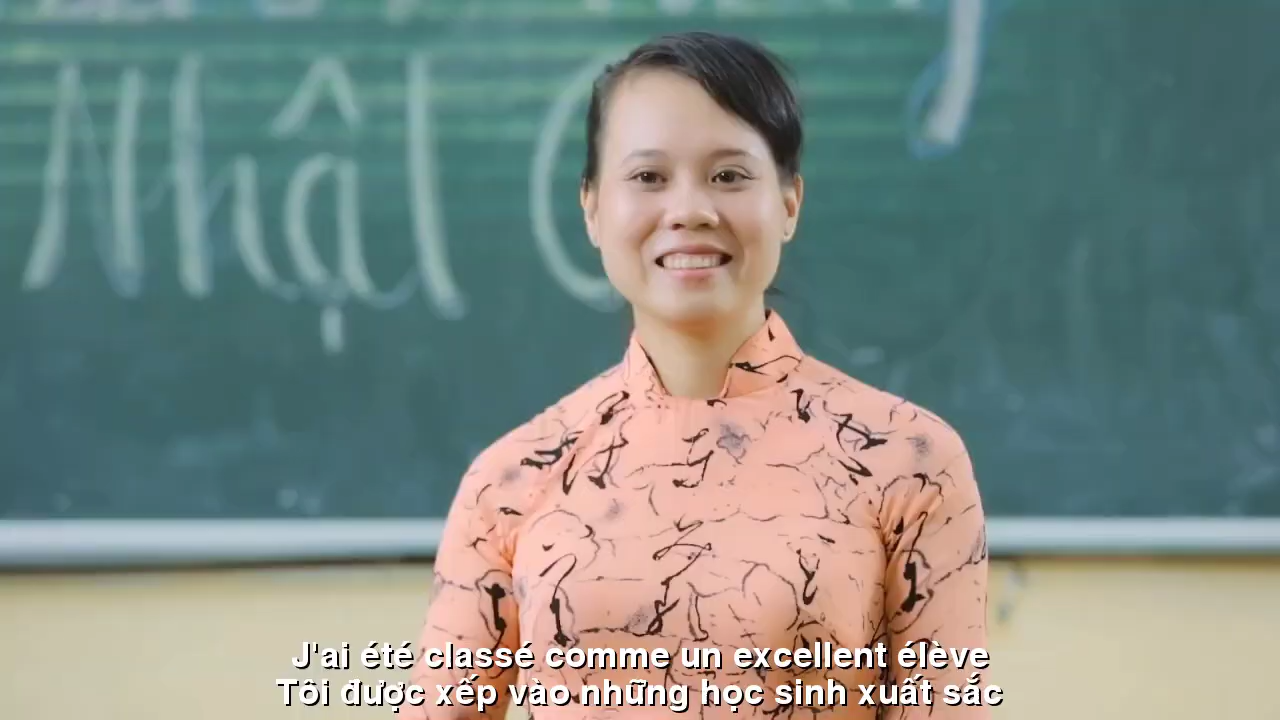 Nhật
J'ai été classé comme un excellent élève
Tôi được xếp vào những học sinh xuất sắc